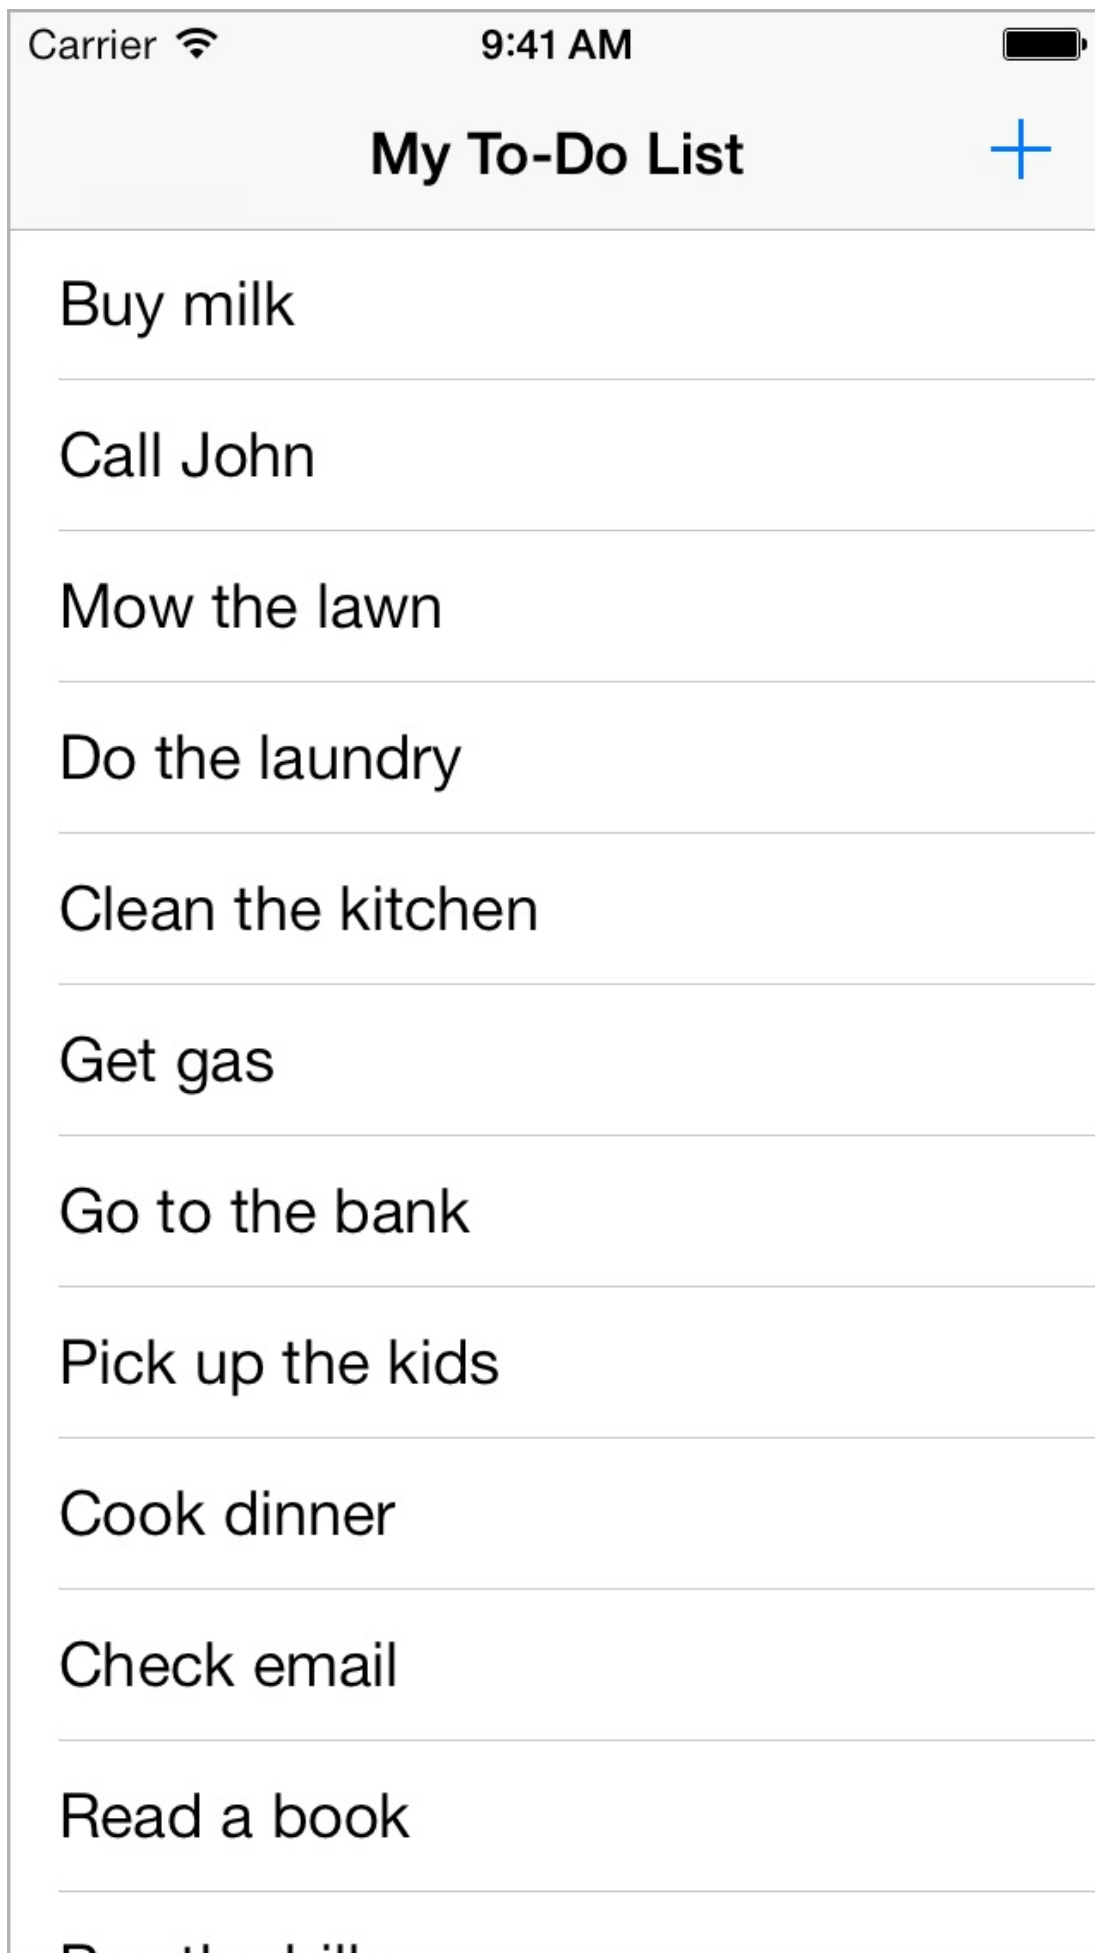 Carrier
9:41 AM
My To-Do List
Buy milk
Call John
Mow the lawn
Do the laundry
Clean the kitchen
Get gas
Go to the bank
Pick up the kids
Cook dinner
Check email
Read a book